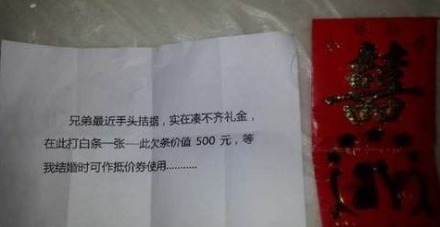 兄弟最近手头拮据，实在凑不齐礼金，
在此打白条一张----此欠条价值 500 元，等
我结婚时可作抵价券使用...........
囍